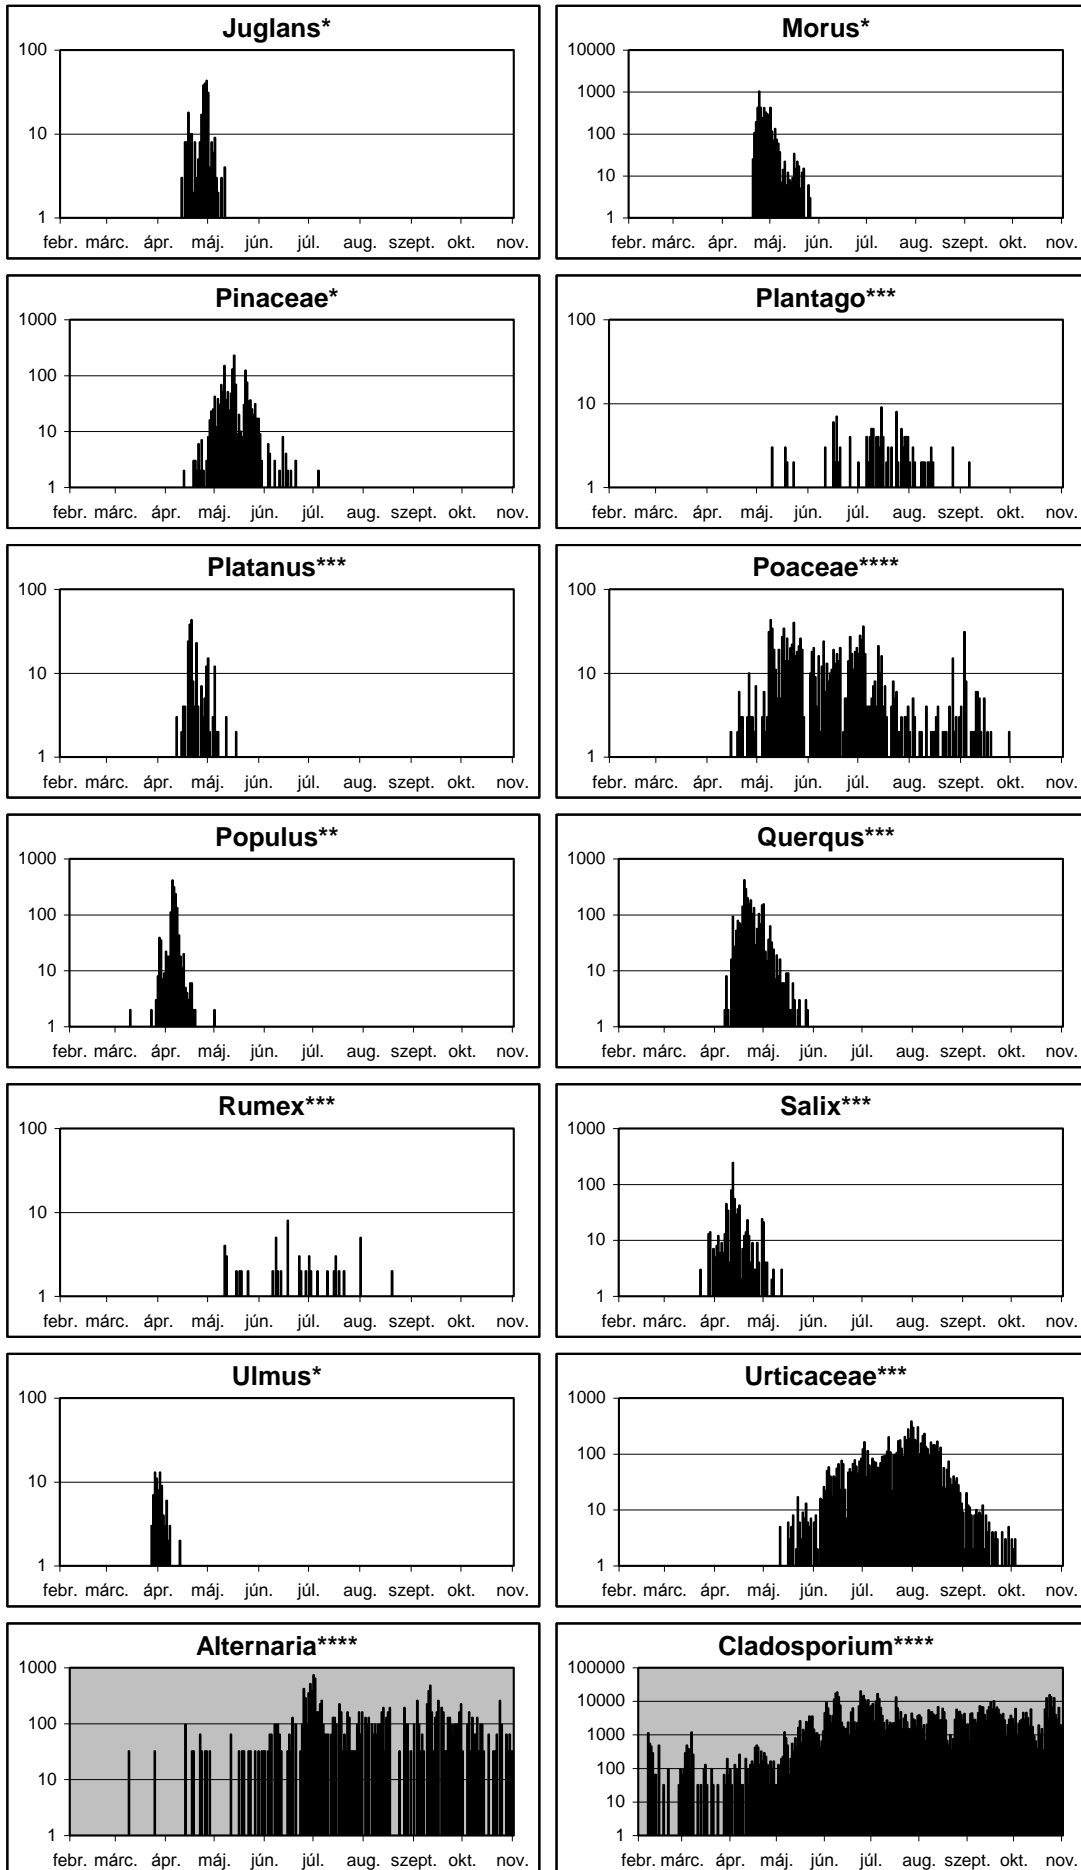 Juglans*
100
10
1
febr. márc. ápr. máj. jún. júl. aug. szept. okt. nov.
Morus*
10000
1000
100
10
1
febr. márc. ápr. máj. jún. júl. aug. szept. okt. nov.
Pinaceae*
1000
100
10
1
febr. márc. ápr. máj. jún. júl. aug. szept. okt. nov.
Plantago***
100
10
1
febr. márc. ápr. máj. jún. júl. aug. szept. okt. nov.
Platanus***
100
10
1
febr. márc. ápr. máj. jún. júl. aug. szept. okt. nov.
Poaceae****
100
10
1
febr. márc. ápr. máj. jún. júl. aug. szept. okt. nov.
Populus**
1000
100
10
1
febr. márc. ápr. máj. jún. júl. aug. szept. okt. nov.
Querqus***
1000
100
10
1
febr. márc. ápr. máj. jún. júl. aug. szept. okt. nov.
Rumex***
100
10
1
febr. márc. ápr. máj. jún. júl. aug. szept. okt. nov.
Salix***
1000
100
10
1
febr. márc. ápr. máj. jún. júl. aug. szept. okt. nov.
Ulmus*
100
10
1
febr. márc. ápr. máj. jún. júl. aug. szept. okt. nov.
Urticaceae***
1000
100
10
1
febr. márc. ápr. máj. jún. júl. aug. szept. okt. nov.
Alternaria****
1000
100
10
1
febr. márc. ápr. máj. jún. júl. aug. szept. okt. nov.
Cladosporium****
100000
10000
1000
100
10
1
febr. márc. ápr. máj. jún. júl. aug. szept. okt. nov.